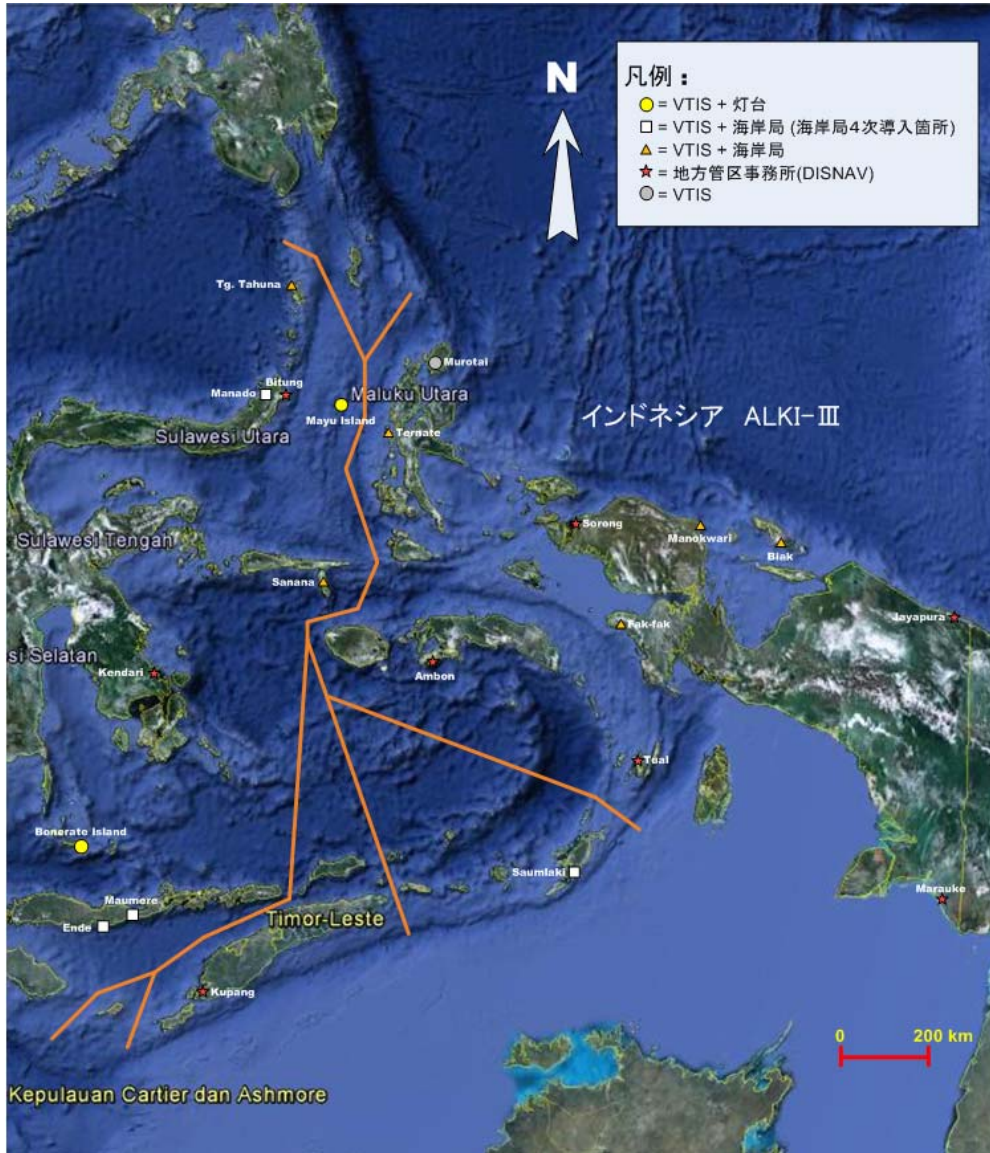 N
凡例：
= VTIS + 灯台
= VTIS + 海岸局 (海岸局4次導入箇所)
= VTIS + 海岸局
= 地方管区事務所(DISNAV)
= VTIS
Tg. Tahuna
Murotai
Manado
Bitung
Maluku Utara
Mayu Island
インドネシア ALKI-III
Sulawesi Utara
Ternate
Sorong
Manokwari
Biak
Sulawesi Tengah
Sanana
Jayapura
Fak-fak
si Selatan
Kendari
Ambon
Tual
Bonerate Island
Saumlaki
Maumere
Marauke
Ende
Timor-Leste
Kupang
0 200 km
Kepulauan Cartier dan Ashmore